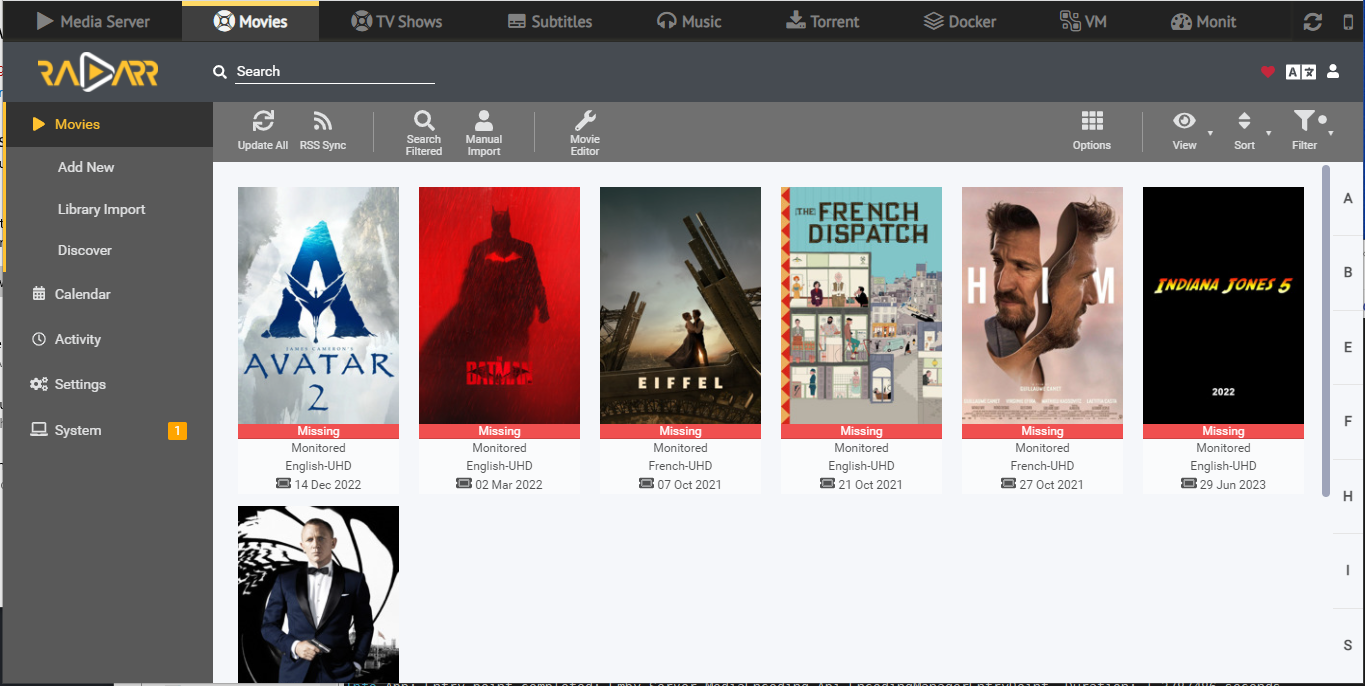 Media Server
Movies
TV Shows
Subtitles
Music
Torrent
Docker
VM
Monit
RADARR
Search
Movies
Add New
Library Import
Discover
Calendar
Activity
Settings
System
1
Update All
RSS Sync
Search
Filtered
Manual
Import
Movie
Editor
Options
View
Sort
Filter
JAMES CAMERON'S
AVATAR
2
Missing
Monitored
English-UHD
14 Dec 2022
THE
BATMAN
Missing
Monitored
English-UHD
02 Mar 2022
EIFFEL
Missing
Monitored
French-UHD
07 Oct 2021
THE FRENCH
DISPATCH
Missing
Monitored
English-UHD
21 Oct 2021
GUILLAUME CANET
Missing
Monitored
French-UHD
27 Oct 2021
INDIANA JONES 5
2022
Missing
Monitored
English-UHD
29 Jun 2023
A
B
E
F
H
I
S